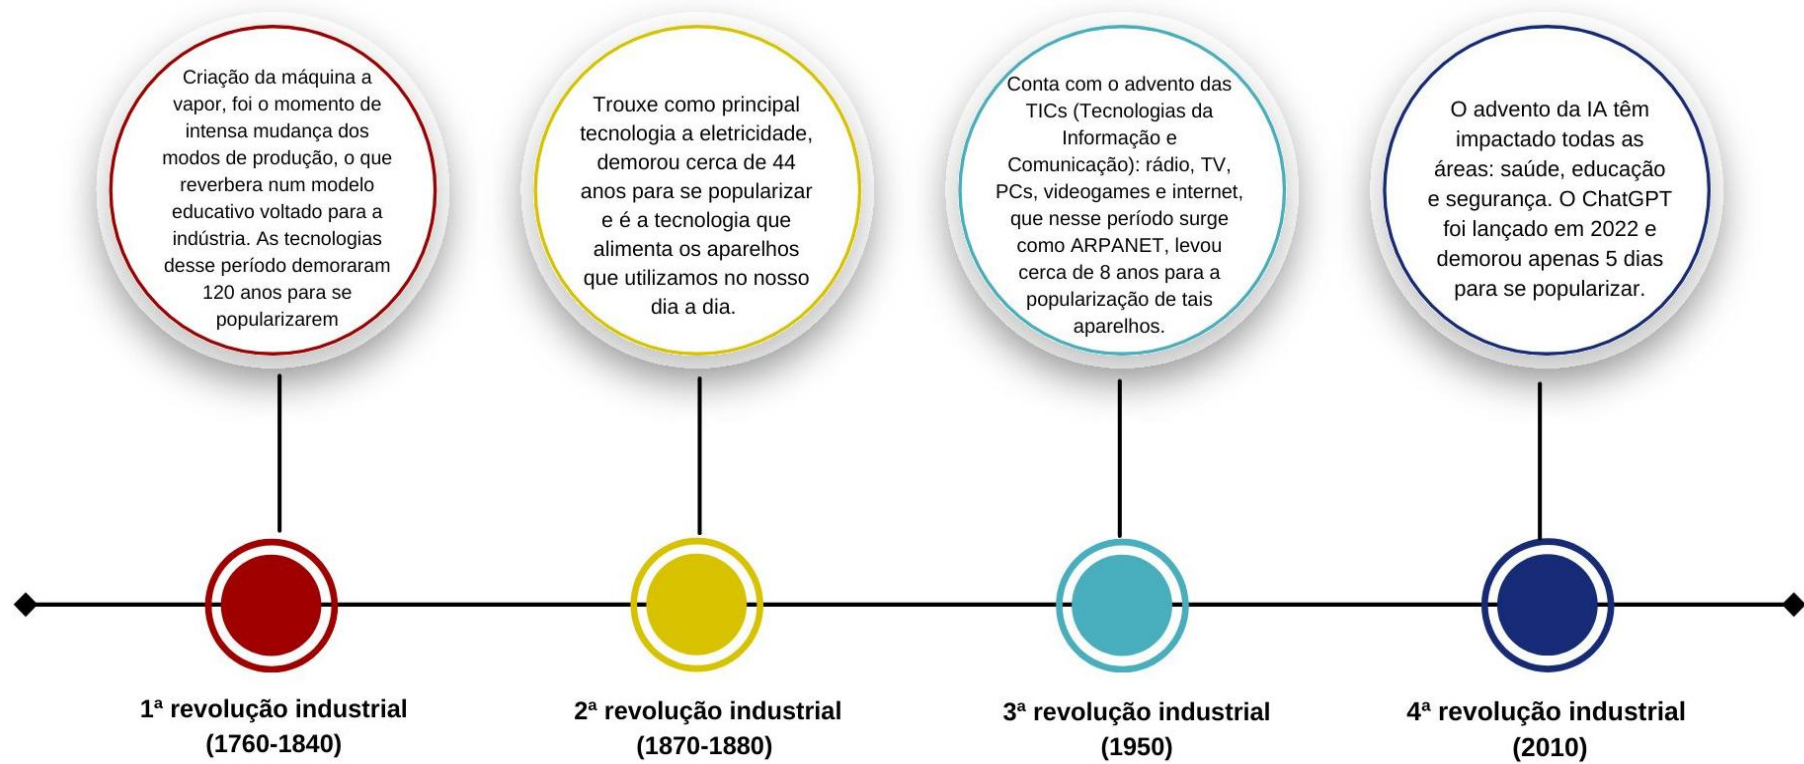 Criação da máquina a
vapor, foi o momento de
intensa mudança dos
modos de produção, o que
reverbera num modelo
educativo voltado para a
indústria. As tecnologias
desse período demoraram
120 anos para se
popularizarem
Trouxe como principal
tecnologia a eletricidade,
demorou cerca de 44
anos para se popularizar
e é a tecnologia que
alimenta os aparelhos
que utilizamos no nosso
dia a dia.
Conta com o advento das
TICs (Tecnologias da
Informação e
Comunicação): rádio, TV,
PCs, videogames e internet,
que nesse período surge
como ARPANET, levou
cerca de 8 anos para a
popularização de tais
aparelhos.
O advento da IA têm
impactado todas as
áreas: saúde, educação
e segurança. O ChatGPT
foi lançado em 2022 e
demorou apenas 5 dias
para se popularizar.
1ª revolução industrial
(1760-1840)
2ª revolução industrial
(1870-1880)
3ª revolução industrial
(1950)
4ª revolução industrial
(2010)